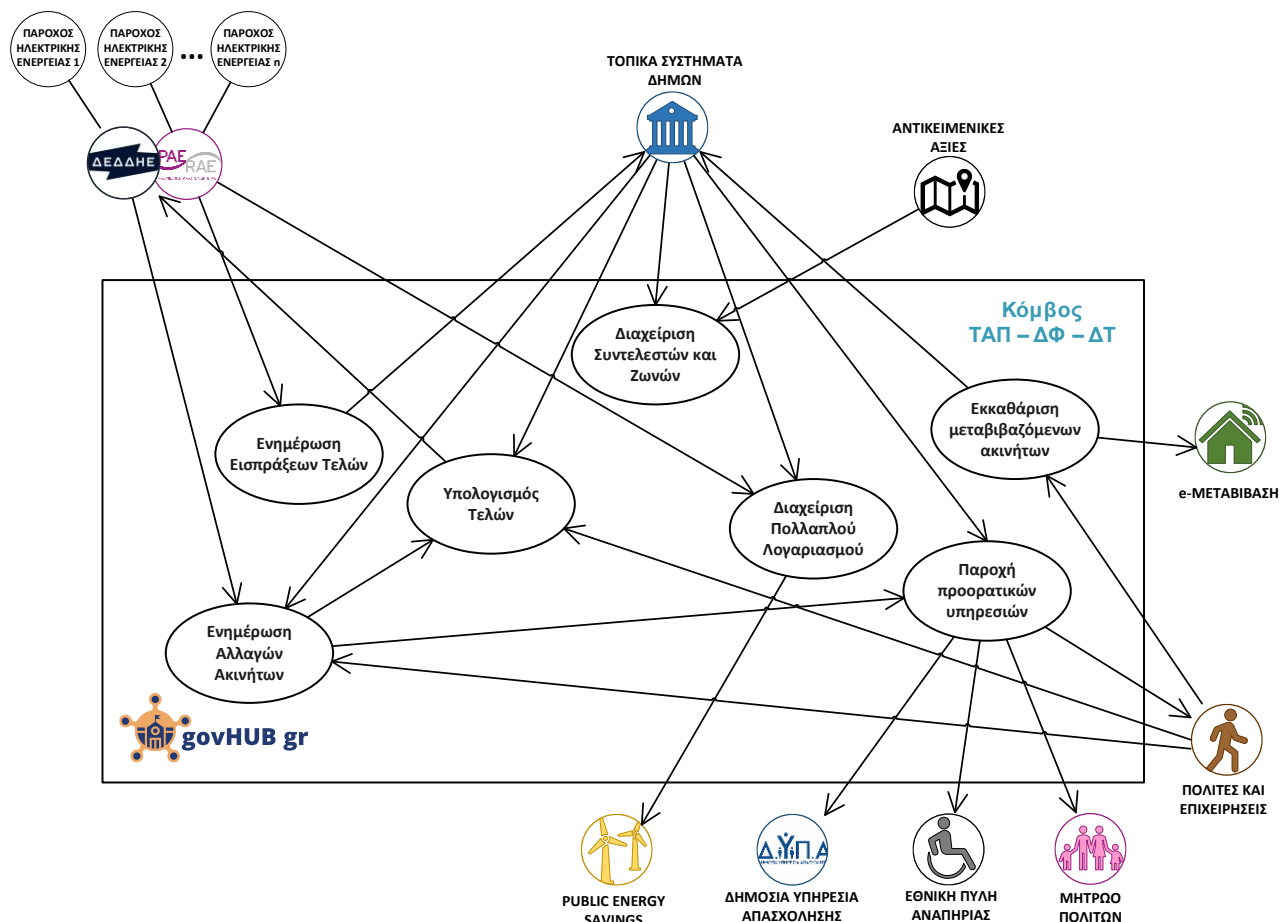 ΠΑΡΟΧΟΣ
ΗΛΕΚΤΡΙΚΗΣ
ΕΝΕΡΓΕΙΑΣ 1
ΠΑΡΟΧΟΣ
ΗΛΕΚΤΡΙΚΗΣ
ΕΝΕΡΓΕΙΑΣ 2
...
ΠΑΡΟΧΟΣ
ΗΛΕΚΤΡΙΚΗΣ
ΕΝΕΡΓΕΙΑΣ n
ΔΕΔΔΗΕ
ΡΑΕ
RAE
ΤΟΠΙΚΑ ΣΥΣΤΗΜΑΤΑ
ΔΗΜΩΝ
ΑΝΤΙΚΕΙΜΕΝΙΚΕΣ
ΑΞΙΕΣ
Κόμβος
ΤΑΠ – ΔΦ – ΔΤ
Διαχείριση
Συντελεστών και
Ζωνών
Εκκαθάριση
μεταβιβαζόμενων
ακινήτων
Ενημέρωση
Εισπράξεων Τελών
Υπολογισμός
Τελών
Διαχείριση
Πολλαπλού
Λογαριασμού
Παροχή
προορατικών
υπηρεσιών
Ενημέρωση
Αλλαγών
Ακινήτων
e-ΜΕΤΑΒΙΒΑΣΗ
govHUB gr
ΠΟΛΙΤΕΣ ΚΑΙ
ΕΠΙΧΕΙΡΗΣΕΙΣ
PUBLIC ENERGY
SAVINGS
Δ.ΥΠ.Α
ΔΗΜΟΣΙΑ ΥΠΗΡΕΣΙΑ
ΑΠΑΣΧΟΛΗΣΗΣ
ΕΘΝΙΚΗ ΠΥΛΗ
ΑΝΑΠΗΡΙΑΣ
ΜΗΤΡΩΟ
ΠΟΛΙΤΩΝ